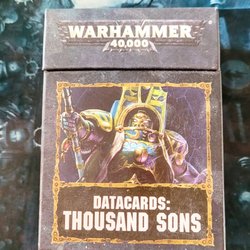 WARHAMMER
40,000
DATACARDS:
THOUSAND SONS